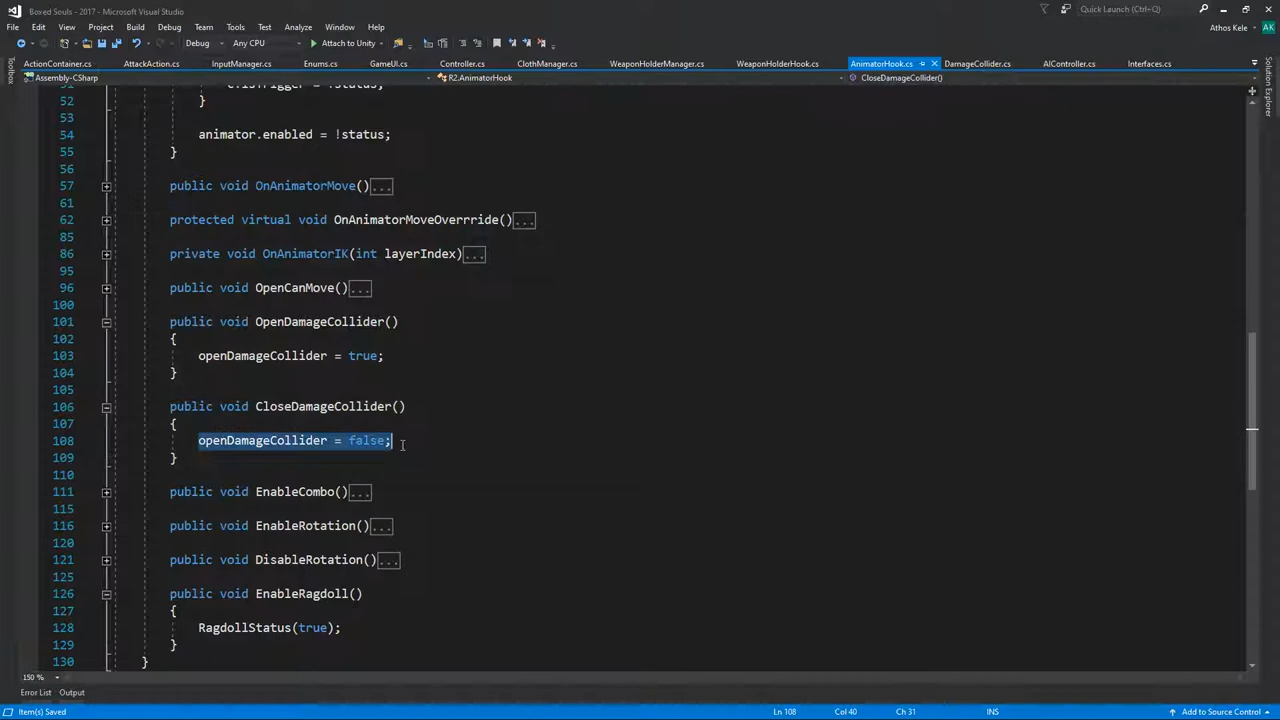 Boxed Souls - 2017 - Microsoft Visual Studio
Quick Launch (Ctrl+Q)
File Edit View Project Build Debug Team Tools Test Analyze Window Help
Athos Kele AK
Debug Any CPU Attach to Unity
ActionContainer.cs AttackAction.cs InputManager.cs Enums.cs GameUI.cs Controller.cs ClothManager.cs WeaponHolderManager.cs WeaponHolderHook.cs AnimatorHook.cs DamageCollider.cs AIController.cs Interfaces.cs
Assembly-CSharp R2.AnimatorHook CloseDamageCollider()
Toolbox
Solution Explorer
51 c.isTrigger = !status;
52 }
53
54 animator.enabled = !status;
55 }
56
57 public void OnAnimatorMove()...
61
62 protected virtual void OnAnimatorMoveOverrride()...
85
86 private void OnAnimatorIK(int layerIndex)...
95
96 public void OpenCanMove()...
100
101 public void OpenDamageCollider()
102 {
103 openDamageCollider = true;
104 }
105
106 public void CloseDamageCollider()
107 {
108 openDamageCollider = false;
109 }
110
111 public void EnableCombo()...
115
116 public void EnableRotation()...
120
121 public void DisableRotation()...
125
126 public void EnableRagdoll()
127 {
128 RagdollStatus(true);
129 }
130 }
150 %
Error List Output
Item(s) Saved Ln 108 Col 40 Ch 31 INS Add to Source Control